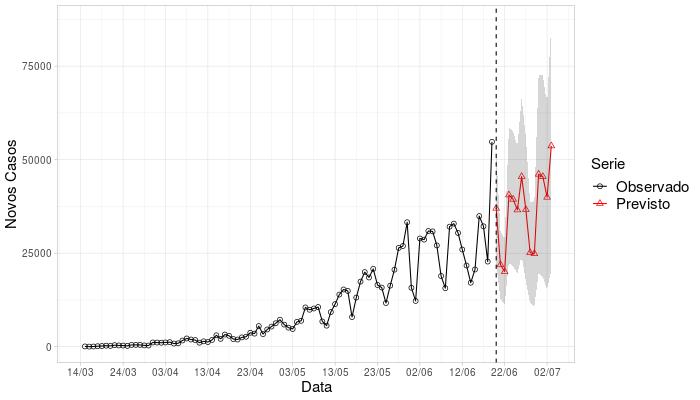 75000
50000
25000
0
Novos Casos
14/03 24/03 03/04 13/04 23/04 03/05 13/05 23/05 02/06 12/06 22/06 02/07
Data
Serie
Observado
Previsto